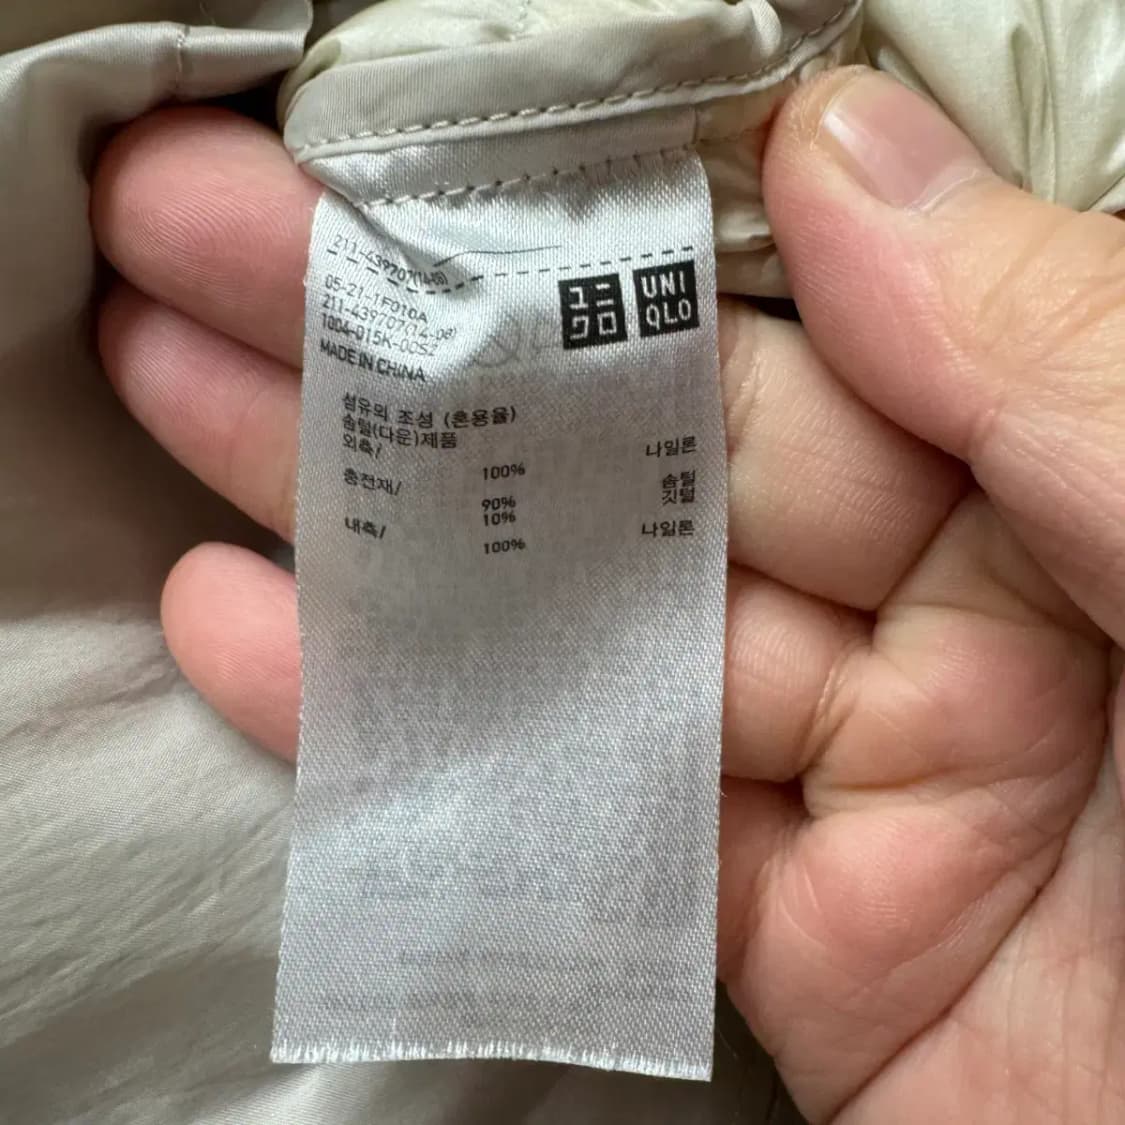 211-439707(14-08)
ユニクロ
UNIQLO
05-21-1F010A
211-439707(14-08)
1004-015K-00S2
MADE IN CHINA
섬유의 조성 (혼용율)
솜털(다운)제품
외측/
100% 나일론
충전재/
90% 솜털
10% 깃털
내측/
100% 나일론